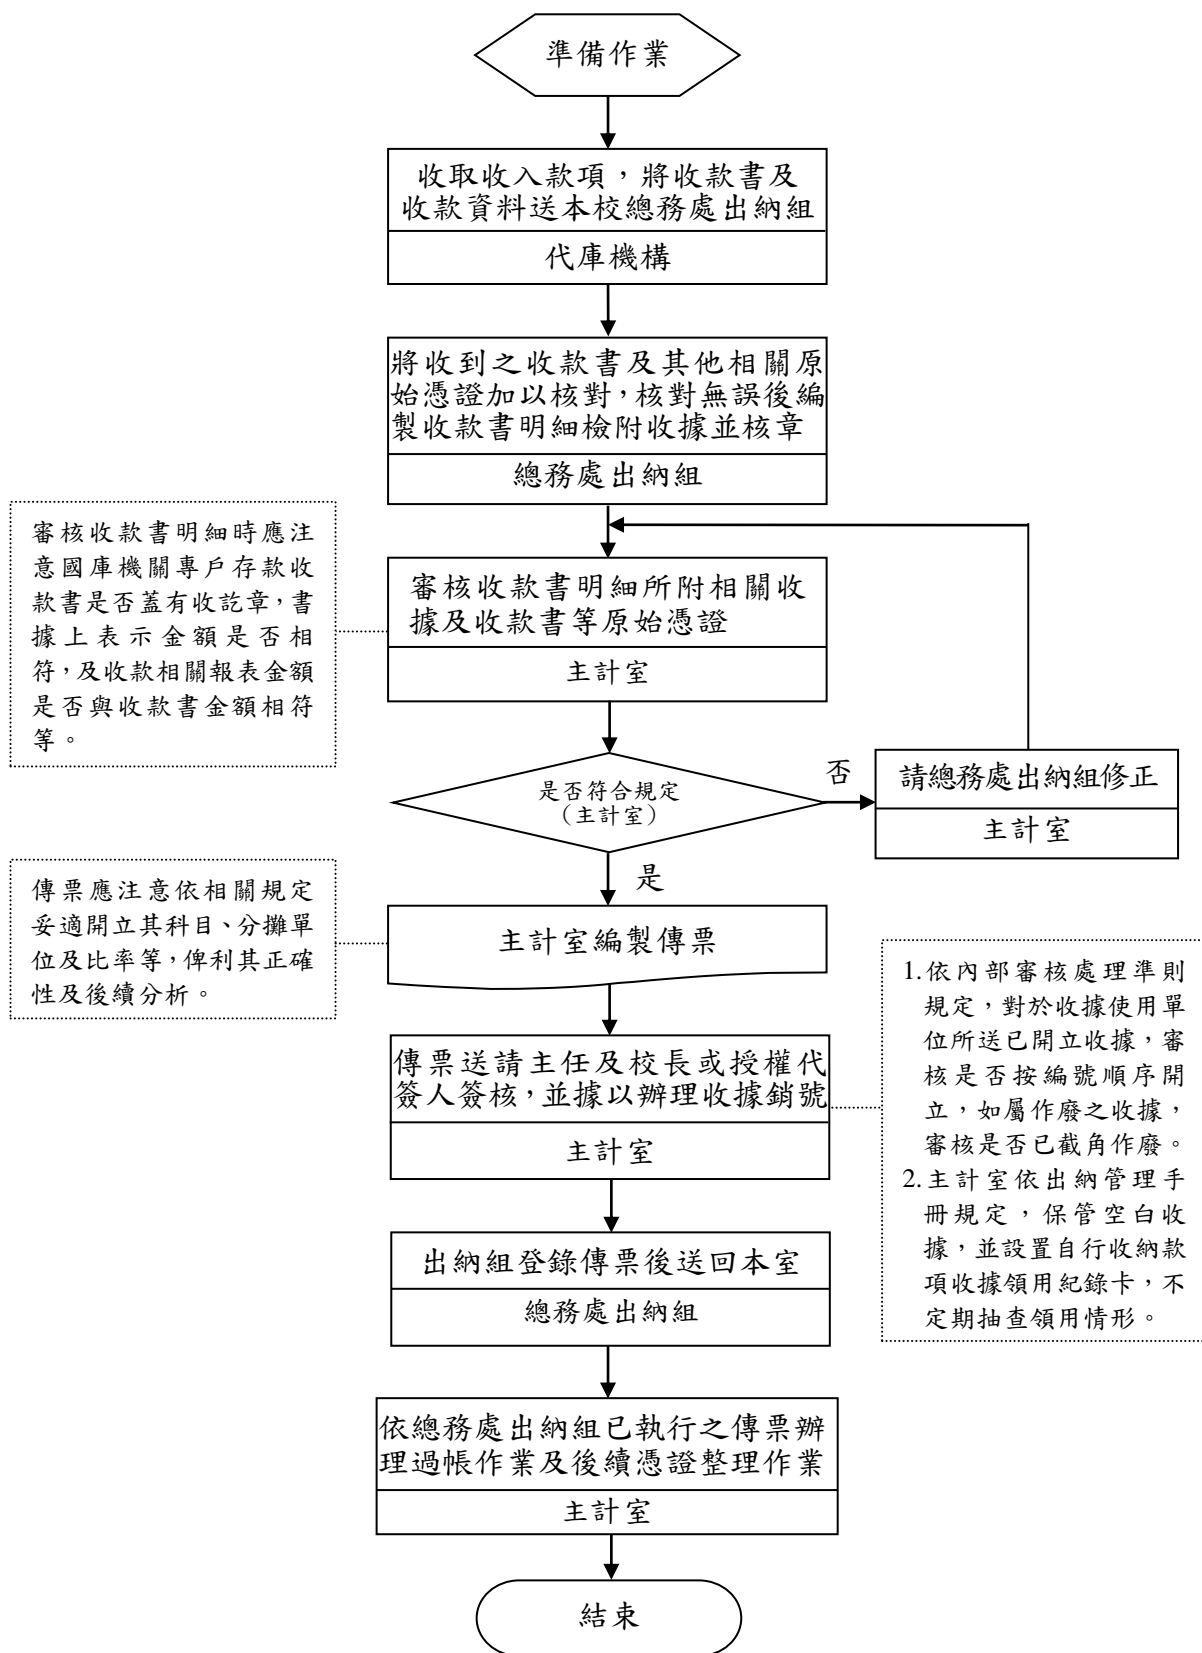 準備作業
收取收入款項，將收款書及
收款資料送本校總務處出納組
代庫機構
將收到之收款書及其他相關原
始憑證加以核對，核對無誤後編
製收款書明細檢附收據並核章
總務處出納組
審核收款書明細時應注
意國庫機關專戶存款收
款書是否蓋有收訖章，書
據上表示金額是否相
符，及收款相關報表金額
是否與收款書金額相符
等。
審核收款書明細所附相關收
據及收款書等原始憑證
主計室
是否符合規定
（主計室）
否
請總務處出納組修正
主計室
是
傳票應注意依相關規定
妥適開立其科目、分攤單
位及比率等，俾利其正確
性及後續分析。
主計室編製傳票
傳票送請主任及校長或授權代
簽人簽核，並據以辦理收據銷號
主計室
1.依內部審核處理準則
規定，對於收據使用單
位所送已開立收據，審
核是否按編號順序開
立，如屬作廢之收據，
審核是否已截角作廢。
2.主計室依出納管理手
冊規定，保管空白收
據，並設置自行收納款
項收據領用紀錄卡，不
定期抽查領用情形。
出納組登錄傳票後送回本室
總務處出納組
依總務處出納組已執行之傳票辦
理過帳作業及後續憑證整理作業
主計室
結束